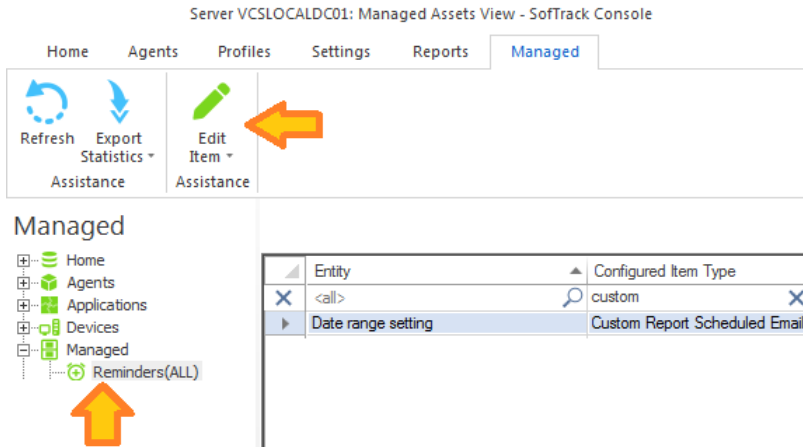 Server VCSLOCALDC01: Managed Assets View - SofTrack Console
Home Agents Profiles Settings Reports Managed
Refresh Export Statistics Edit Item
Assistance Assistance
Managed
Home
Agents
Applications
Devices
Managed
Reminders(ALL)
Entity Configured Item Type
<all> custom
Date range setting Custom Report Scheduled Email